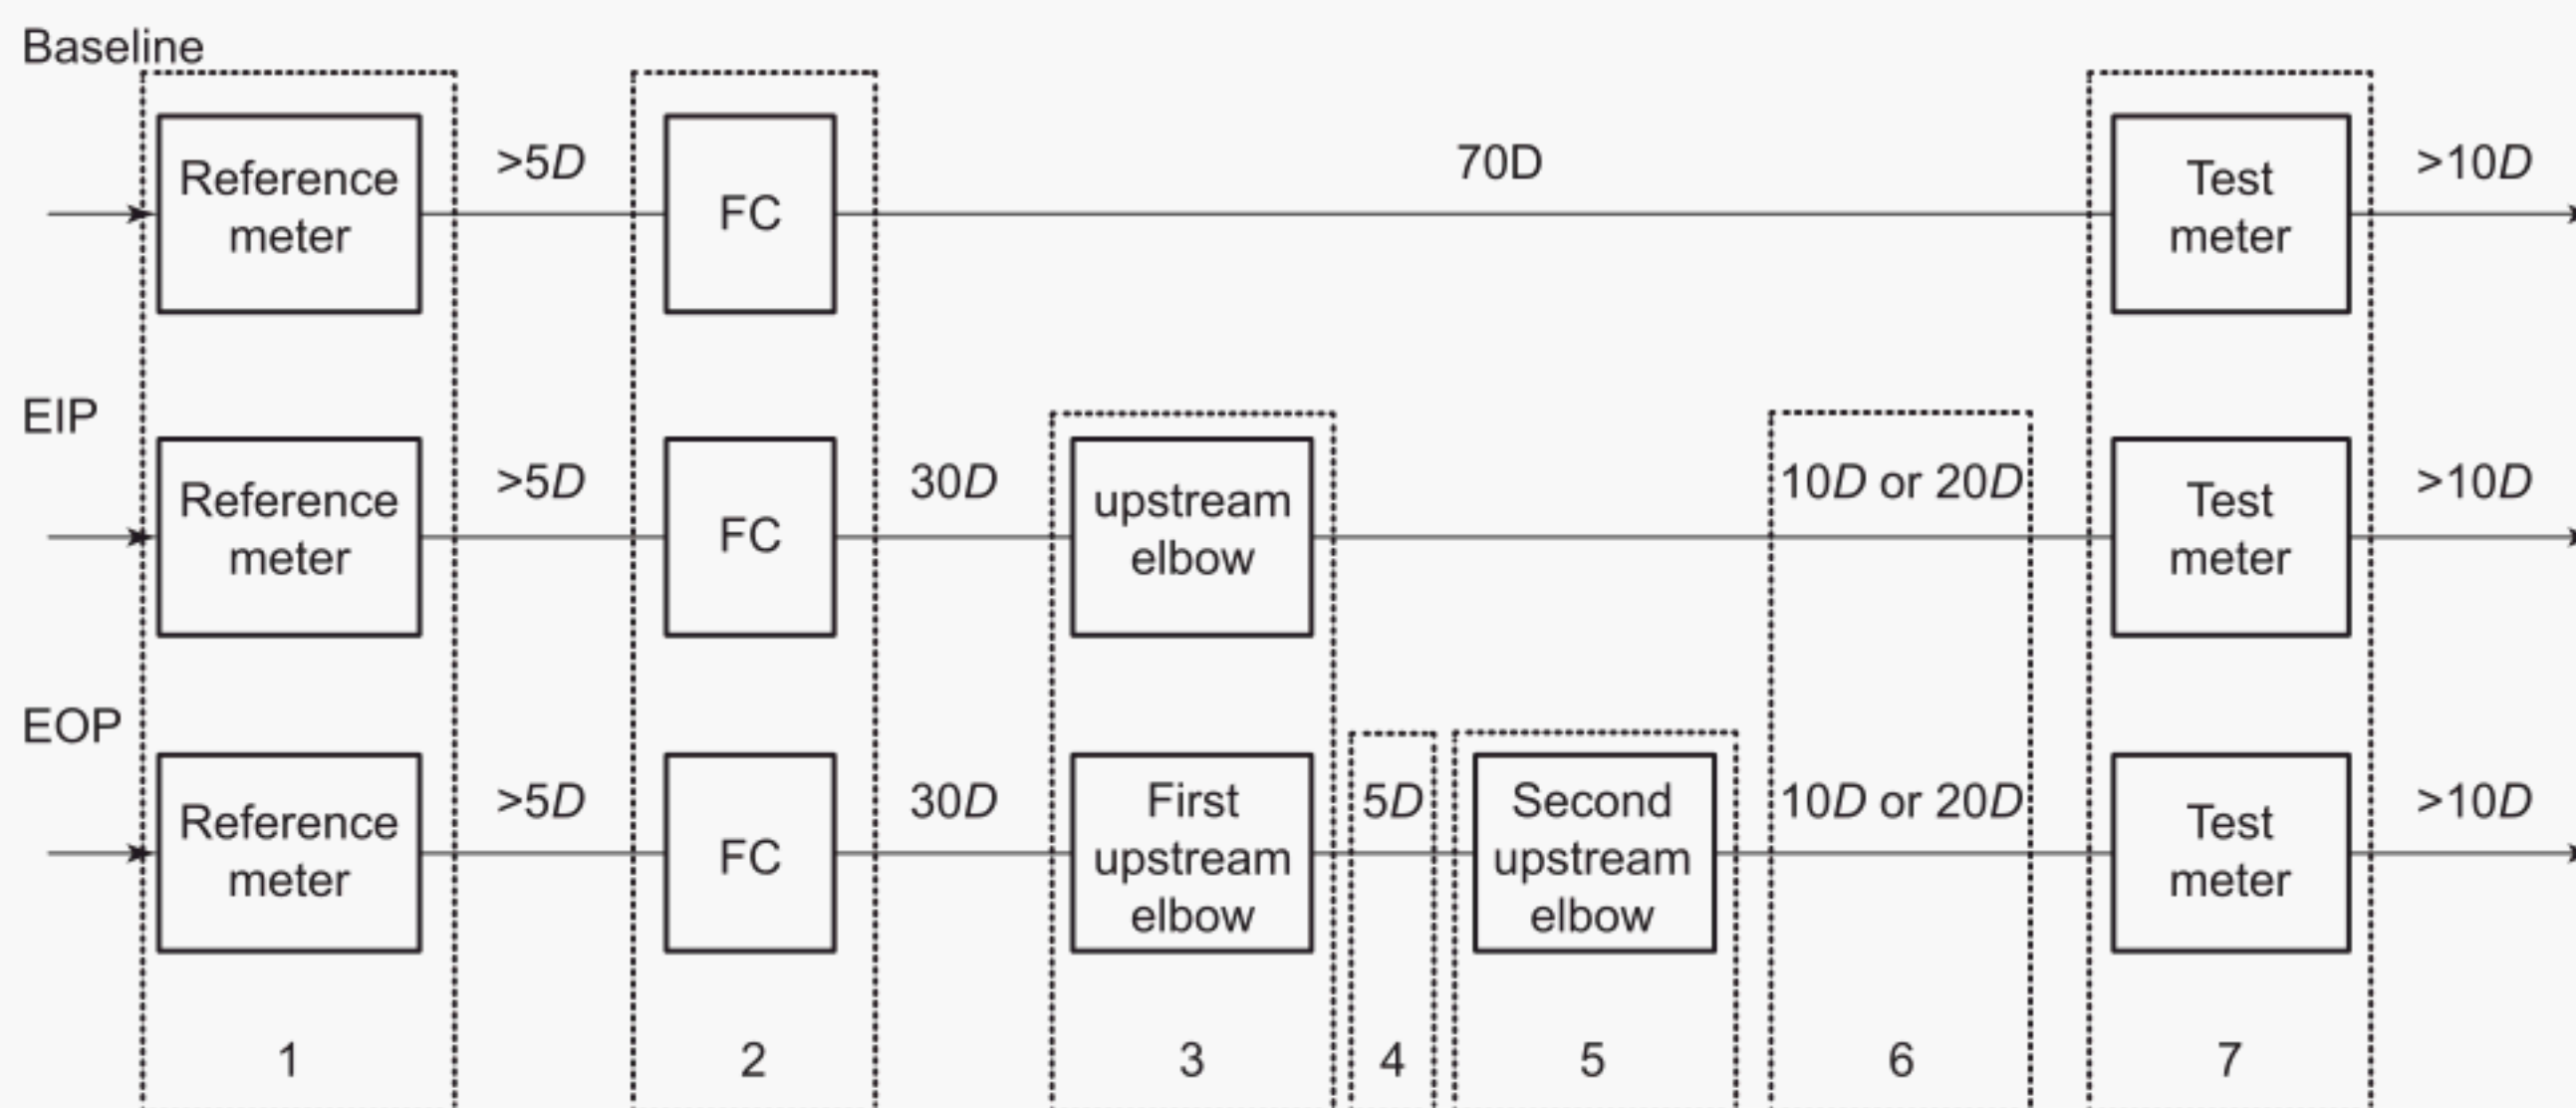 Baseline
Reference
meter
>5D
FC
70D
Test
meter
>10D
EIP
Reference
meter
>5D
FC
30D
upstream
elbow
10D or 20D
Test
meter
>10D
EOP
Reference
meter
>5D
FC
30D
First
upstream
elbow
5D
Second
upstream
elbow
10D or 20D
Test
meter
>10D
1
2
3
4
5
6
7